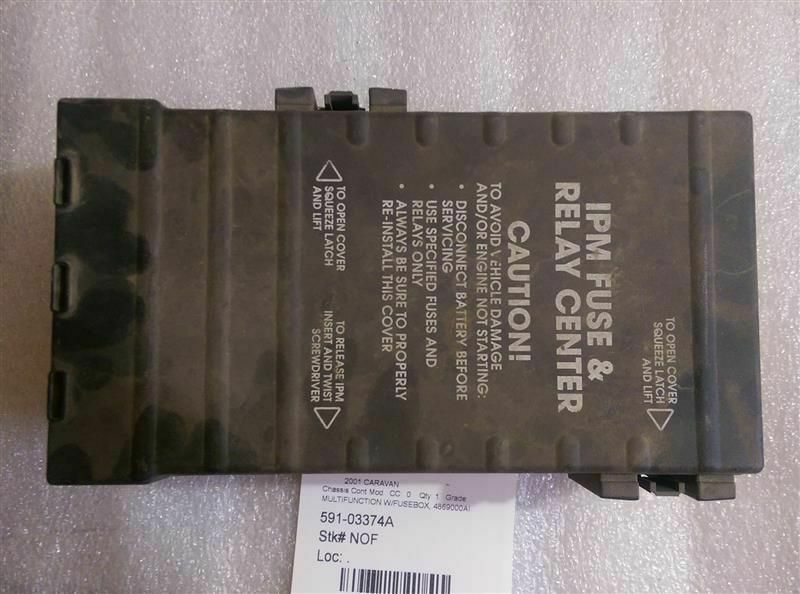 IPM FUSE &
RELAY CENTER
CAUTION!
TO AVOID VEHICLE DAMAGE
AND/OR ENGINE NOT STARTING:
• DISCONNECT BATTERY BEFORE
SERVICING
• USE SPECIFIED FUSES AND
RELAYS ONLY
• ALWAYS BE SURE TO PROPERLY
RE-INSTALL THIS COVER
TO OPEN COVER
SQUEEZE LATCH
AND LIFT
TO OPEN COVER
SQUEEZE LATCH
AND LIFT
TO RELEASE IPM
INSERT AND TWIST
SCREWDRIVER
2001 CARAVAN
Chassis Cont Mod CC: 0 Qty 1 Grade
MULTIFUNCTION W/FUSEBOX, 4869000AI
591-03374A
Stk# NOF
Loc: .